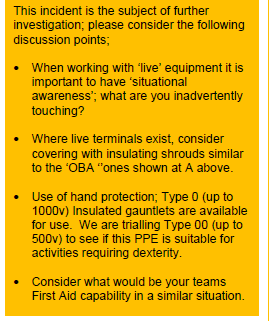 This incident is the subject of further
investigation; please consider the following
discussion points;
• When working with ‘live’ equipment it is
important to have ‘situational
awareness’; what are you inadvertently
touching?
• Where live terminals exist, consider
covering with insulating shrouds similar
to the ‘OBA ‘’ones shown at A above.
• Use of hand protection; Type 0 (up to
1000v) Insulated gauntlets are available
for use.  We are trialling Type 00 (up to
500v) to see if this PPE is suitable for
activities requiring dexterity.
• Consider what would be your teams
First Aid capability in a similar situation.